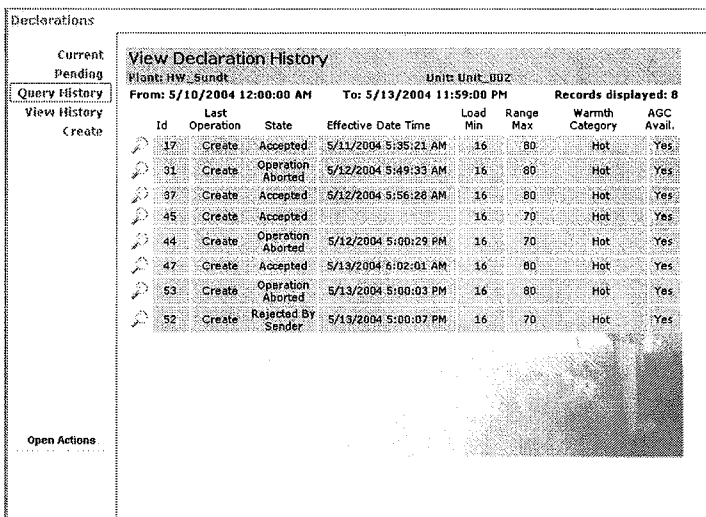 Declarations
Current
Pending
Query History
View History
Create
Open Actions
View Declaration History
Plant: HW_Sundt Unit: Unit_002
From: 5/10/2004 12:00:00 AM To: 5/13/2004 11:59:00 PM Records displayed: 8
Id Last Operation State Effective Date Time Load Min Range Max Warmth Category AGC Avail.
17 Create Accepted 5/11/2004 5:35:21 AM 16 80 Hot Yes
31 Create Operation Aborted 5/12/2004 5:49:33 AM 16 80 Hot Yes
37 Create Accepted 5/12/2004 5:56:28 AM 16 80 Hot Yes
45 Create Accepted 16 70 Hot Yes
44 Create Operation Aborted 5/12/2004 5:00:29 PM 16 70 Hot Yes
47 Create Accepted 5/13/2004 6:02:01 AM 16 80 Hot Yes
53 Create Operation Aborted 5/13/2004 5:00:03 PM 16 80 Hot Yes
52 Create Rejected By Sender 5/13/2004 5:00:07 PM 16 70 Hot Yes